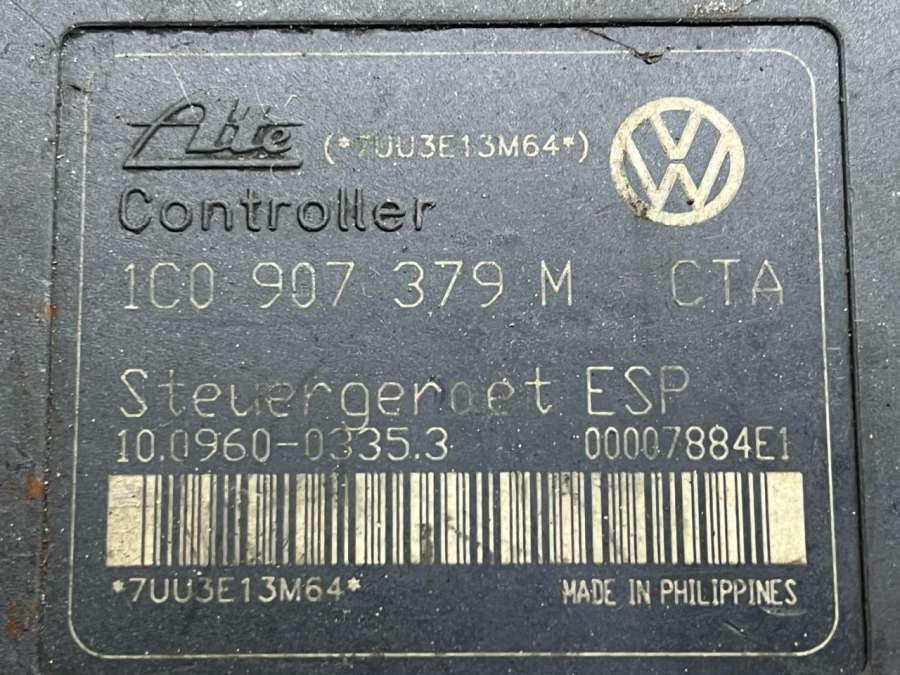 Ate (*7UU3E13M64*)
Controller
1C0 907 379 M CTA
Steuergeraet ESP
10.0960-0335.3 00007884E1
*7UU3E13M64* MADE IN PHILIPPINES